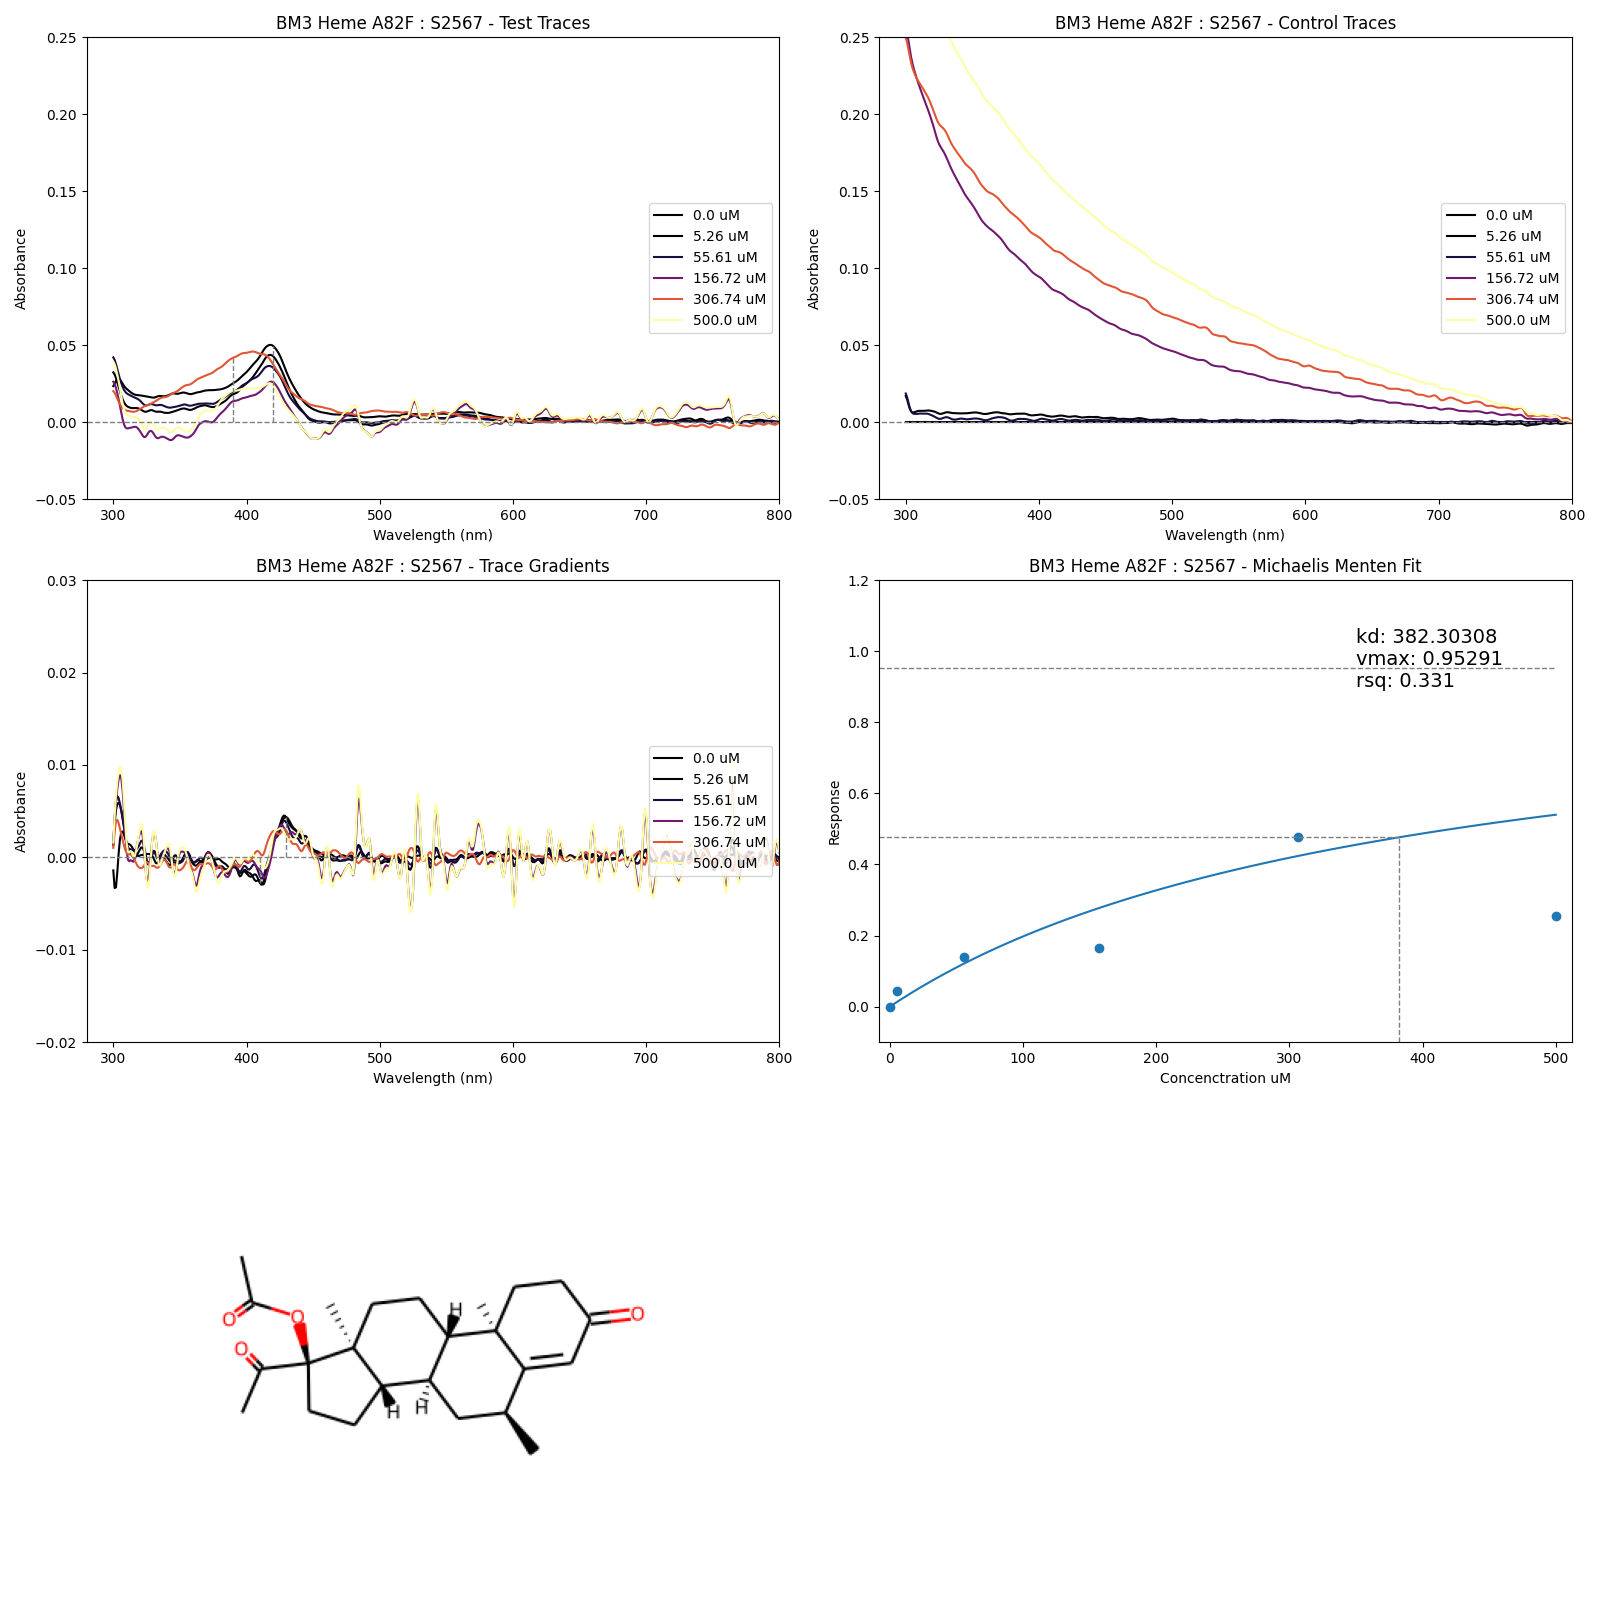 BM3 Heme A82F : S2567 - Test Traces
0.25
0.20
0.15
0.10
0.05
0.00
−0.05
Absorbance
300
400
500
600
700
800
Wavelength (nm)
0.0 uM
5.26 uM
55.61 uM
156.72 uM
306.74 uM
500.0 uM
BM3 Heme A82F : S2567 - Control Traces
0.25
0.20
0.15
0.10
0.05
0.00
−0.05
Absorbance
300
400
500
600
700
800
Wavelength (nm)
0.0 uM
5.26 uM
55.61 uM
156.72 uM
306.74 uM
500.0 uM
BM3 Heme A82F : S2567 - Trace Gradients
0.03
0.02
0.01
0.00
−0.01
−0.02
Absorbance
300
400
500
600
700
800
Wavelength (nm)
0.0 uM
5.26 uM
55.61 uM
156.72 uM
306.74 uM
500.0 uM
BM3 Heme A82F : S2567 - Michaelis Menten Fit
1.2
1.0
0.8
0.6
0.4
0.2
0.0
Response
kd: 382.30308
vmax: 0.95291
rsq: 0.331
0
100
200
300
400
500
Concenctration uM
O
O
O
H
H
H
O